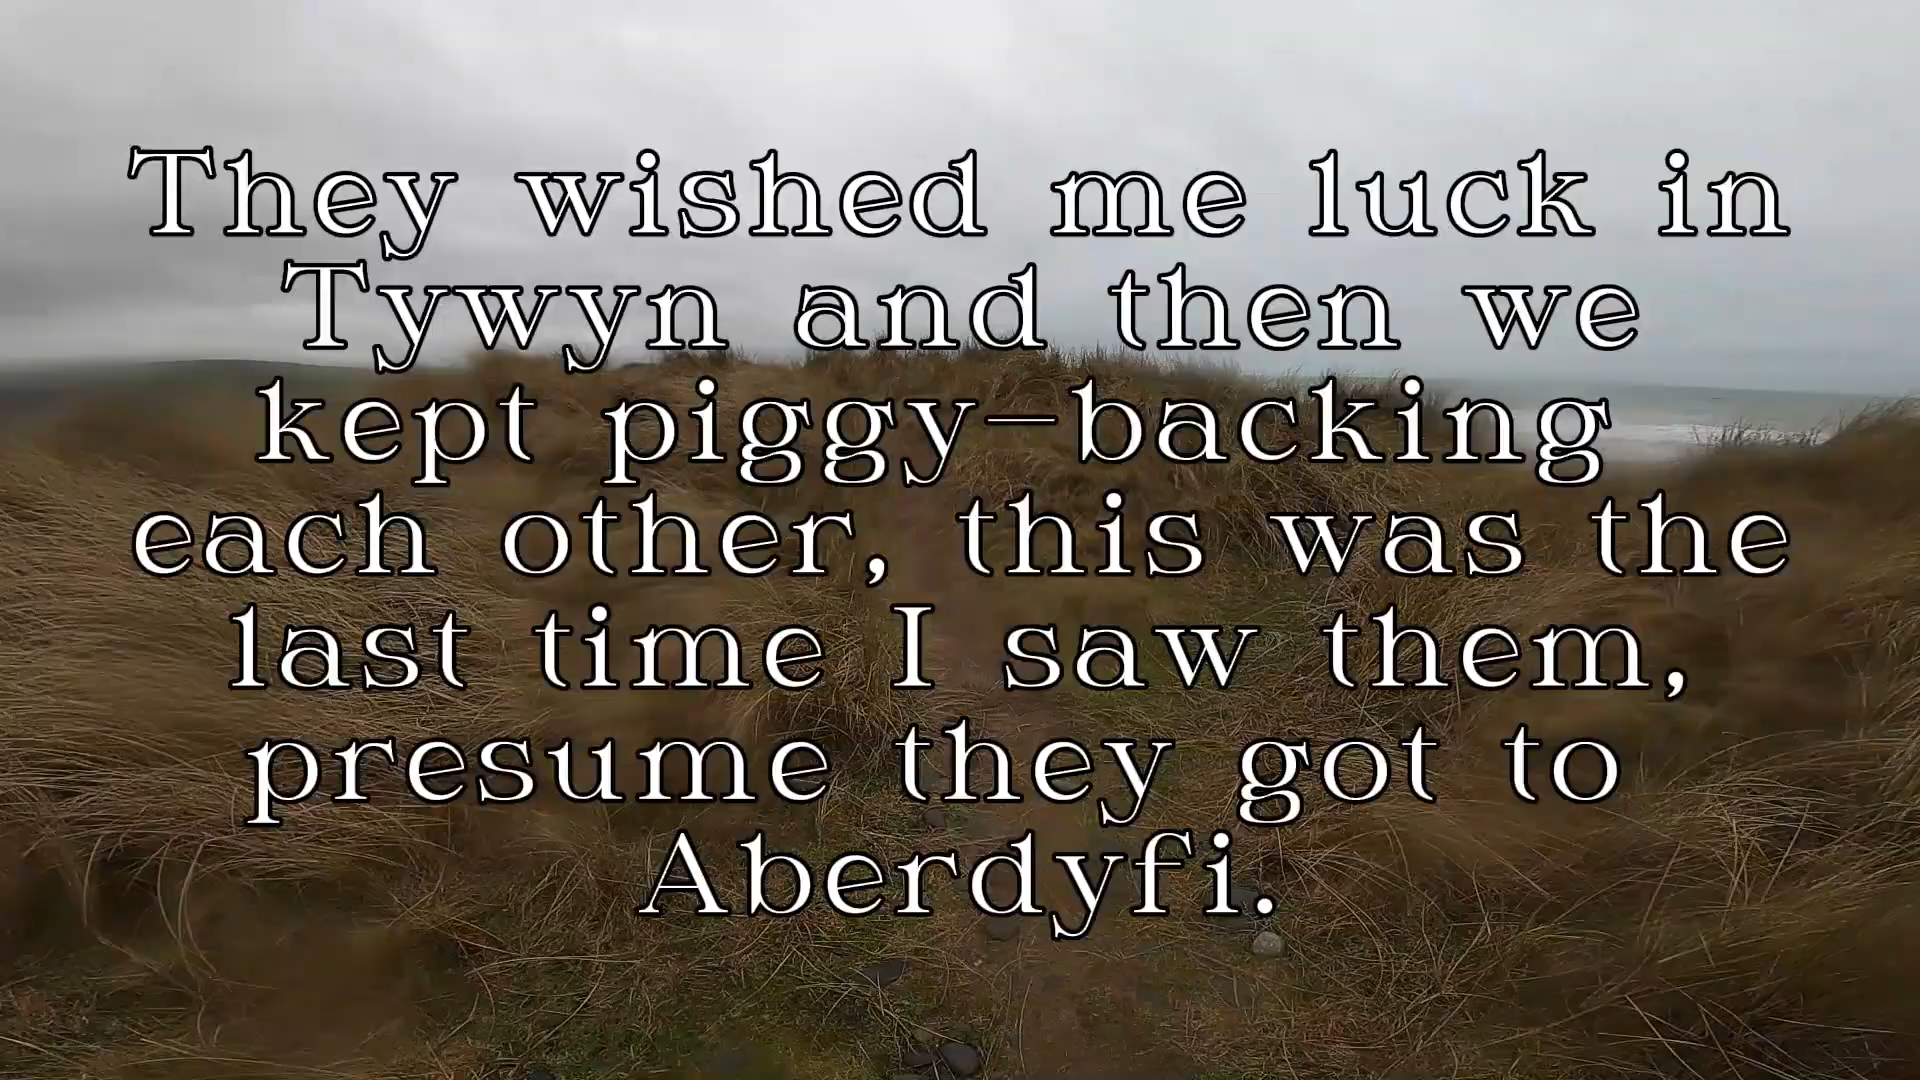 They wished me luck in
Tywyn and then we
kept piggy-backing
each other, this was the
last time I saw them,
presume they got to
Aberdyfi.